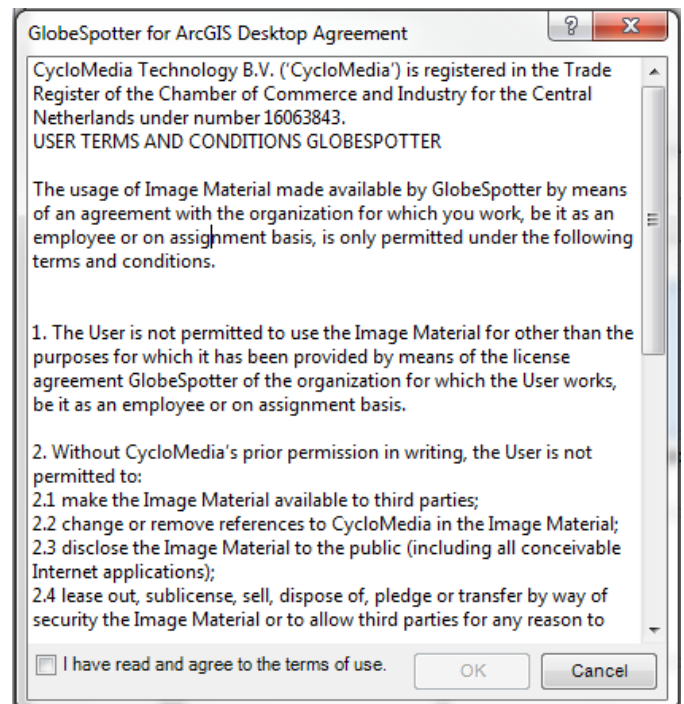 GlobeSpotter for ArcGIS Desktop Agreement
CycloMedia Technology B.V. ('CycloMedia') is registered in the Trade
Register of the Chamber of Commerce and Industry for the Central
Netherlands under number 16063843.
USER TERMS AND CONDITIONS GLOBESPOTTER
The usage of Image Material made available by GlobeSpotter by means
of an agreement with the organization for which you work, be it as an
employee or on assignment basis, is only permitted under the following
terms and conditions.
1. The User is not permitted to use the Image Material for other than the
purposes for which it has been provided by means of the license
agreement GlobeSpotter of the organization for which the User works,
be it as an employee or on assignment basis.
2. Without CycloMedia's prior permission in writing, the User is not
permitted to:
2.1 make the Image Material available to third parties;
2.2 change or remove references to CycloMedia in the Image Material;
2.3 disclose the Image Material to the public (including all conceivable
Internet applications);
2.4 lease out, sublicense, sell, dispose of, pledge or transfer by way of
security the Image Material or to allow third parties for any reason to
I have read and agree to the terms of use.
OK
Cancel